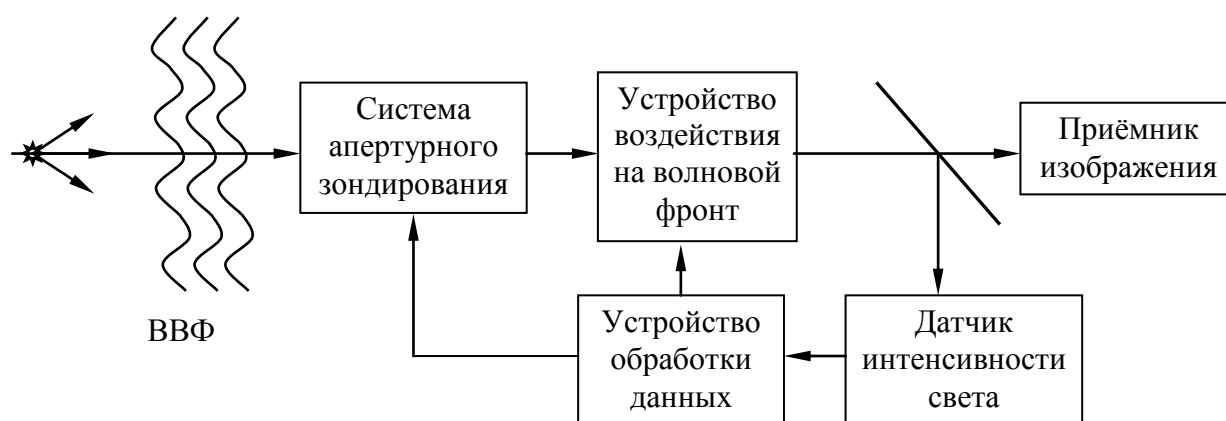 Система
апертурного
зондирования
Устройство
воздействия
на волновой
фронт
Приёмник
изображения
ВВФ
Устройство
обработки
данных
Датчик
интенсивности
света